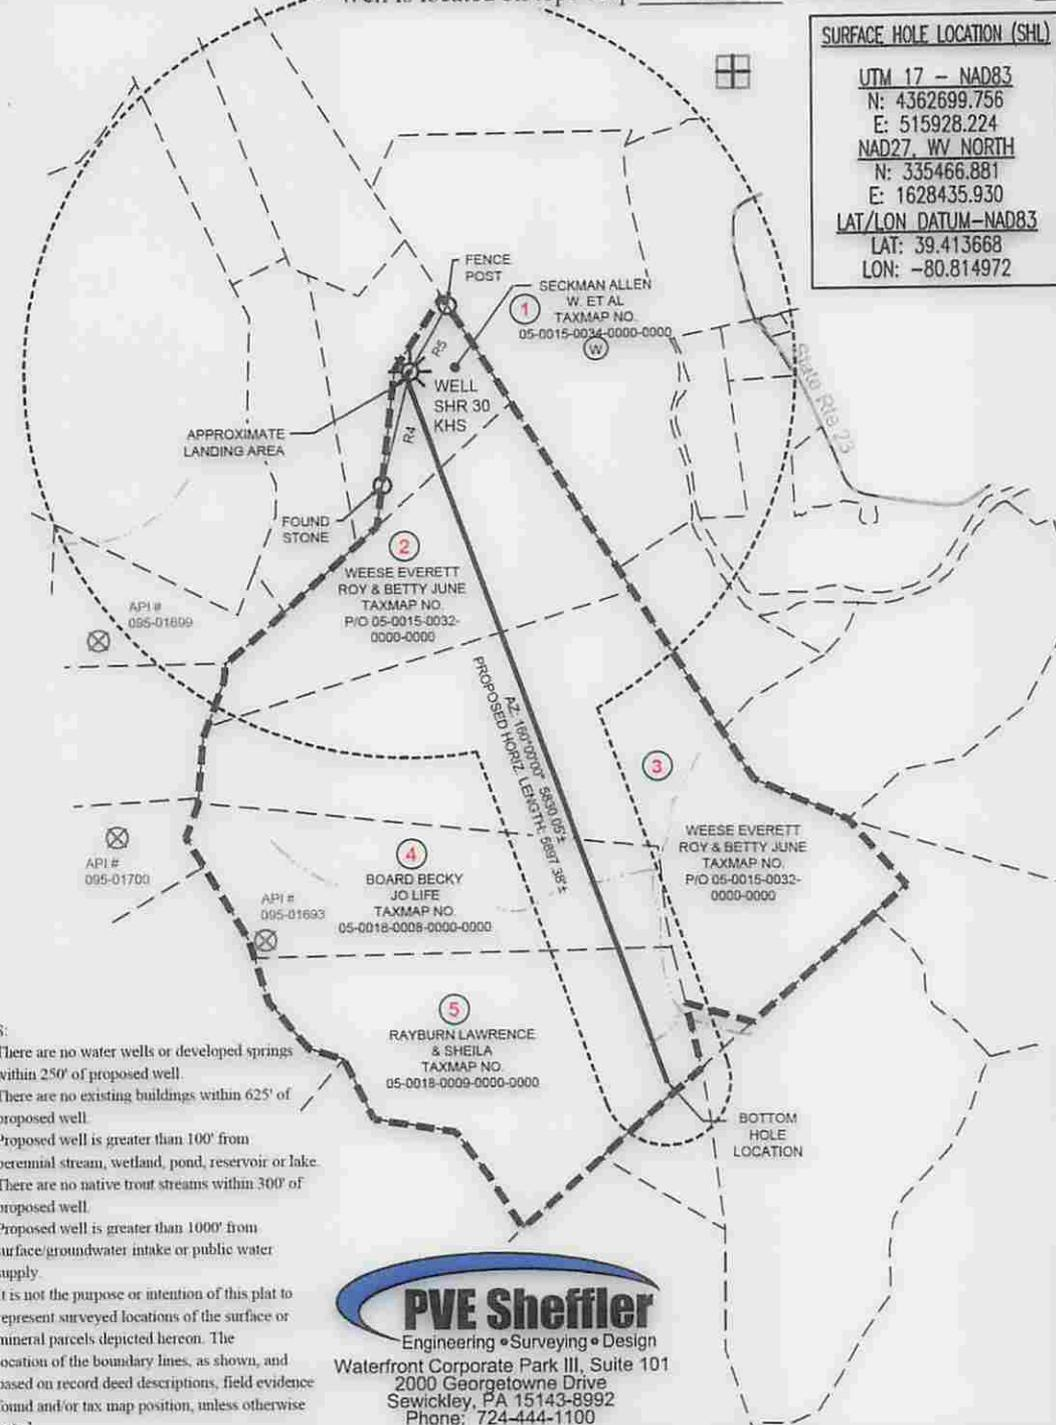 SURFACE HOLE LOCATION (SHL)
UTM 17 - NAD83
N: 4362699.756
E: 515928.224
NAD27, WV NORTH
N: 335466.881
E: 1628435.930
LAT/LON DATUM-NAD83
LAT: 39.413668
LON: -80.814972
State Rte 23
FENCE
POST
1
SECKMAN ALLEN
W. ET AL
TAXMAP NO.
05-0015-0034-0000-0000
W
R5
WELL
SHR 30
KHS
R4
APPROXIMATE
LANDING AREA
FOUND
STONE
2
WEESE EVERETT
ROY & BETTY JUNE
TAXMAP NO.
P/O 05-0015-0032-
0000-0000
API #
095-01699
AZ: 160°00'00" 5830.05'±
PROPOSED HORIZ. LENGTH: 5897.38'±
3
WEESE EVERETT
ROY & BETTY JUNE
TAXMAP NO.
P/O 05-0015-0032-
0000-0000
API #
095-01700
4
BOARD BECKY
JO LIFE
TAXMAP NO.
05-0018-0008-0000-0000
API #
095-01693
5
RAYBURN LAWRENCE
& SHEILA
TAXMAP NO.
05-0018-0009-0000-0000
BOTTOM
HOLE
LOCATION
S:
There are no water wells or developed springs
within 250' of proposed well.
There are no existing buildings within 625' of
proposed well.
Proposed well is greater than 100' from
perennial stream, wetland, pond, reservoir or lake.
There are no native trout streams within 300' of
proposed well.
Proposed well is greater than 1000' from
surface/groundwater intake or public water
supply.
It is not the purpose or intention of this plat to
represent surveyed locations of the surface or
mineral parcels depicted hereon. The
location of the boundary lines, as shown, and
based on record deed descriptions, field evidence
found and/or tax map position, unless otherwise
PVE Sheffler
Engineering • Surveying • Design
Waterfront Corporate Park III, Suite 101
2000 Georgetowne Drive
Sewickley, PA 15143-8992
Phone: 724-444-1100